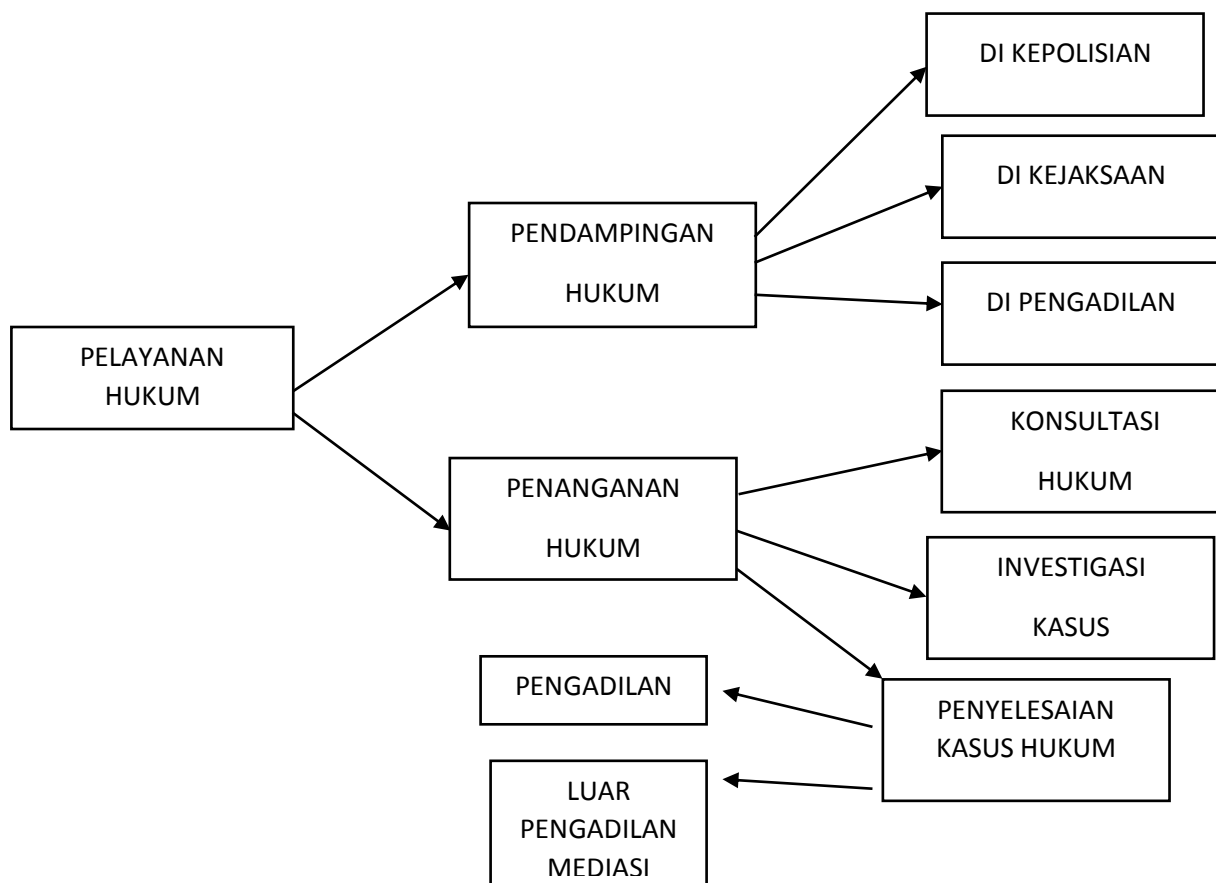 DI KEPOLISIAN
DI KEJAKSAAN
PENDAMPINGAN
HUKUM
DI PENGADILAN
PELAYANAN
HUKUM
KONSULTASI
HUKUM
PENANGANAN
HUKUM
INVESTIGASI
KASUS
PENGADILAN
PENYELESAIAN
KASUS HUKUM
LUAR
PENGADILAN
MEDIASI